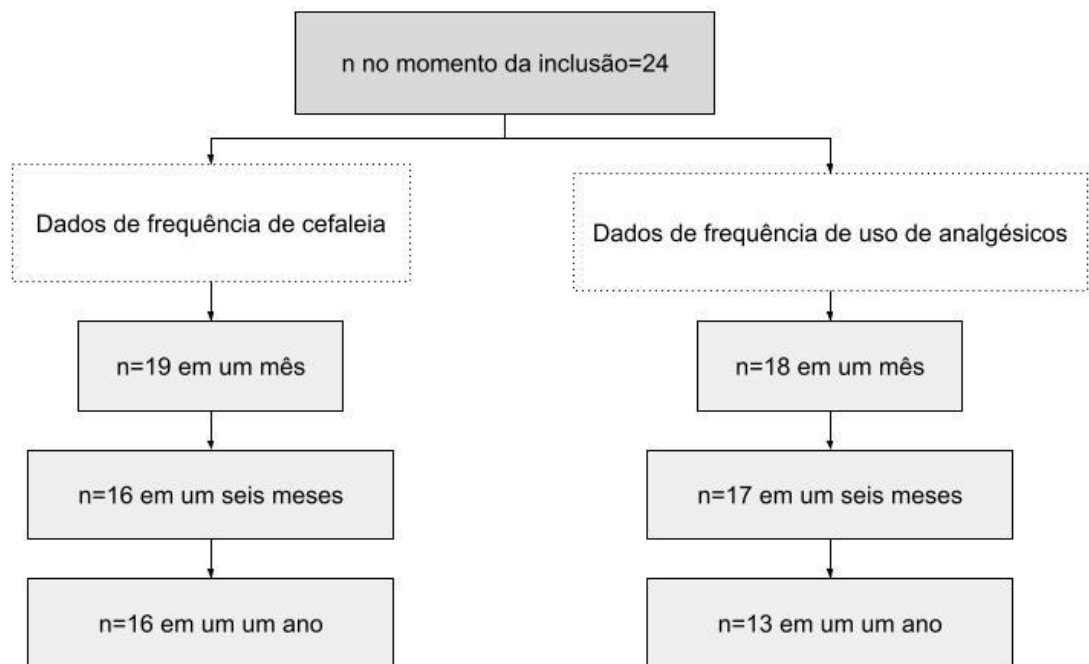 n no momento da inclusão=24
Dados de frequência de cefaleia
Dados de frequência de uso de analgésicos
n=19 em um mês
n=18 em um mês
n=16 em um seis meses
n=17 em um seis meses
n=16 em um um ano
n=13 em um um ano